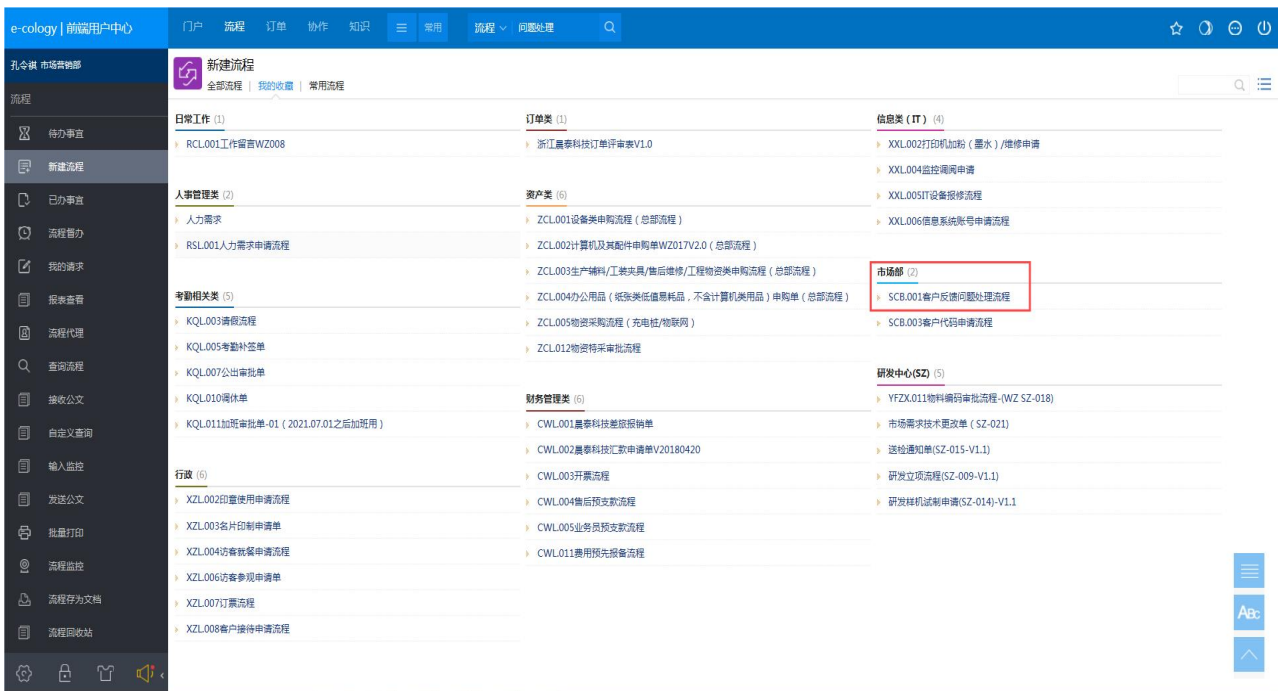 e-cology | 前端用户中心
门户 流程 订单 协作 知识 常用 流程 问题处理
孔令祺 市场营销部
流程
待办事宜
新建流程
已办事宜
流程督办
我的请求
报表查看
流程代理
查询流程
接收公文
自定义查询
输入监控
发送公文
批量打印
流程监控
流程存为文档
流程回收站
新建流程
全部流程 | 我的收藏 | 常用流程
日常工作 (1)
RCL.001工作留言WZ008
人事管理类 (2)
人力需求
RSL.001人力需求申请流程
考勤相关类 (5)
KQL.003请假流程
KQL.005考勤补签单
KQL.007公出审批单
KQL.010调休单
KQL.011加班审批单-01 ( 2021.07.01之后加班用 )
行政 (6)
XZL.002印章使用申请流程
XZL.003名片印制申请单
XZL.004访客就餐申请流程
XZL.006访客参观申请单
XZL.007订票流程
XZL.008客户接待申请流程
订单类 (1)
浙江晨泰科技订单评审表V1.0
资产类 (6)
ZCL.001设备类申购流程 ( 总部流程 )
ZCL.002计算机及其配件申购单WZ017V2.0 ( 总部流程 )
ZCL.003生产辅料/工装夹具/售后维修/工程物资类申购流程 ( 总部流程 )
ZCL.004办公用品 ( 纸张类低值易耗品 , 不含计算机类用品 ) 申购单 ( 总部流程 )
ZCL.005物资采购流程 ( 充电桩/物联网 )
ZCL.012物资特采审批流程
财务管理类 (6)
CWL.001晨泰科技差旅报销单
CWL.002晨泰科技汇款申请单V20180420
CWL.003开票流程
CWL.004售后预支款流程
CWL.005业务员预支款流程
CWL.011费用预先报备流程
信息类 ( IT ) (4)
XXL.002打印机加粉 ( 墨水 ) /维修申请
XXL.004监控调阅申请
XXL.005IT设备报修流程
XXL.006信息系统账号申请流程
市场部 (2)
SCB.001客户反馈问题处理流程
SCB.003客户代码申请流程
研发中心(SZ) (5)
YFZX.011物料编码审批流程-(WZ SZ-018)
市场需求技术更改单 ( SZ-021)
送检通知单(SZ-015-V1.1)
研发立项流程(SZ-009-V1.1)
研发样机试制申请(SZ-014)-V1.1
ABC